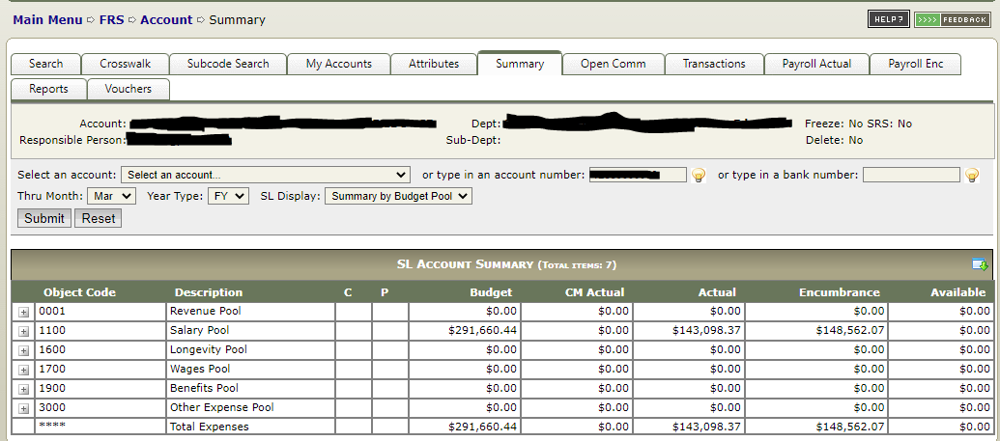 Main Menu ⇨ FRS ⇨ Account ⇨ Summary
HELP? >>>> FEEDBACK
Search Crosswalk Subcode Search My Accounts Attributes Summary Open Comm Transactions Payroll Actual Payroll Enc
Reports Vouchers
Account: Dept: Freeze: No SRS: No
Responsible Person: Sub-Dept: Delete: No
Select an account: Select an account... or type in an account number: or type in a bank number:
Thru Month: Mar Year Type: FY SL Display: Summary by Budget Pool
Submit Reset
SL Account Summary (Total items: 7)
Object Code Description C P Budget CM Actual Actual Encumbrance Available
0001 Revenue Pool $0.00 $0.00 $0.00 $0.00 $0.00
1100 Salary Pool $291,660.44 $0.00 $143,098.37 $148,562.07 $0.00
1600 Longevity Pool $0.00 $0.00 $0.00 $0.00 $0.00
1700 Wages Pool $0.00 $0.00 $0.00 $0.00 $0.00
1900 Benefits Pool $0.00 $0.00 $0.00 $0.00 $0.00
3000 Other Expense Pool $0.00 $0.00 $0.00 $0.00 $0.00
**** Total Expenses $291,660.44 $0.00 $143,098.37 $148,562.07 $0.00